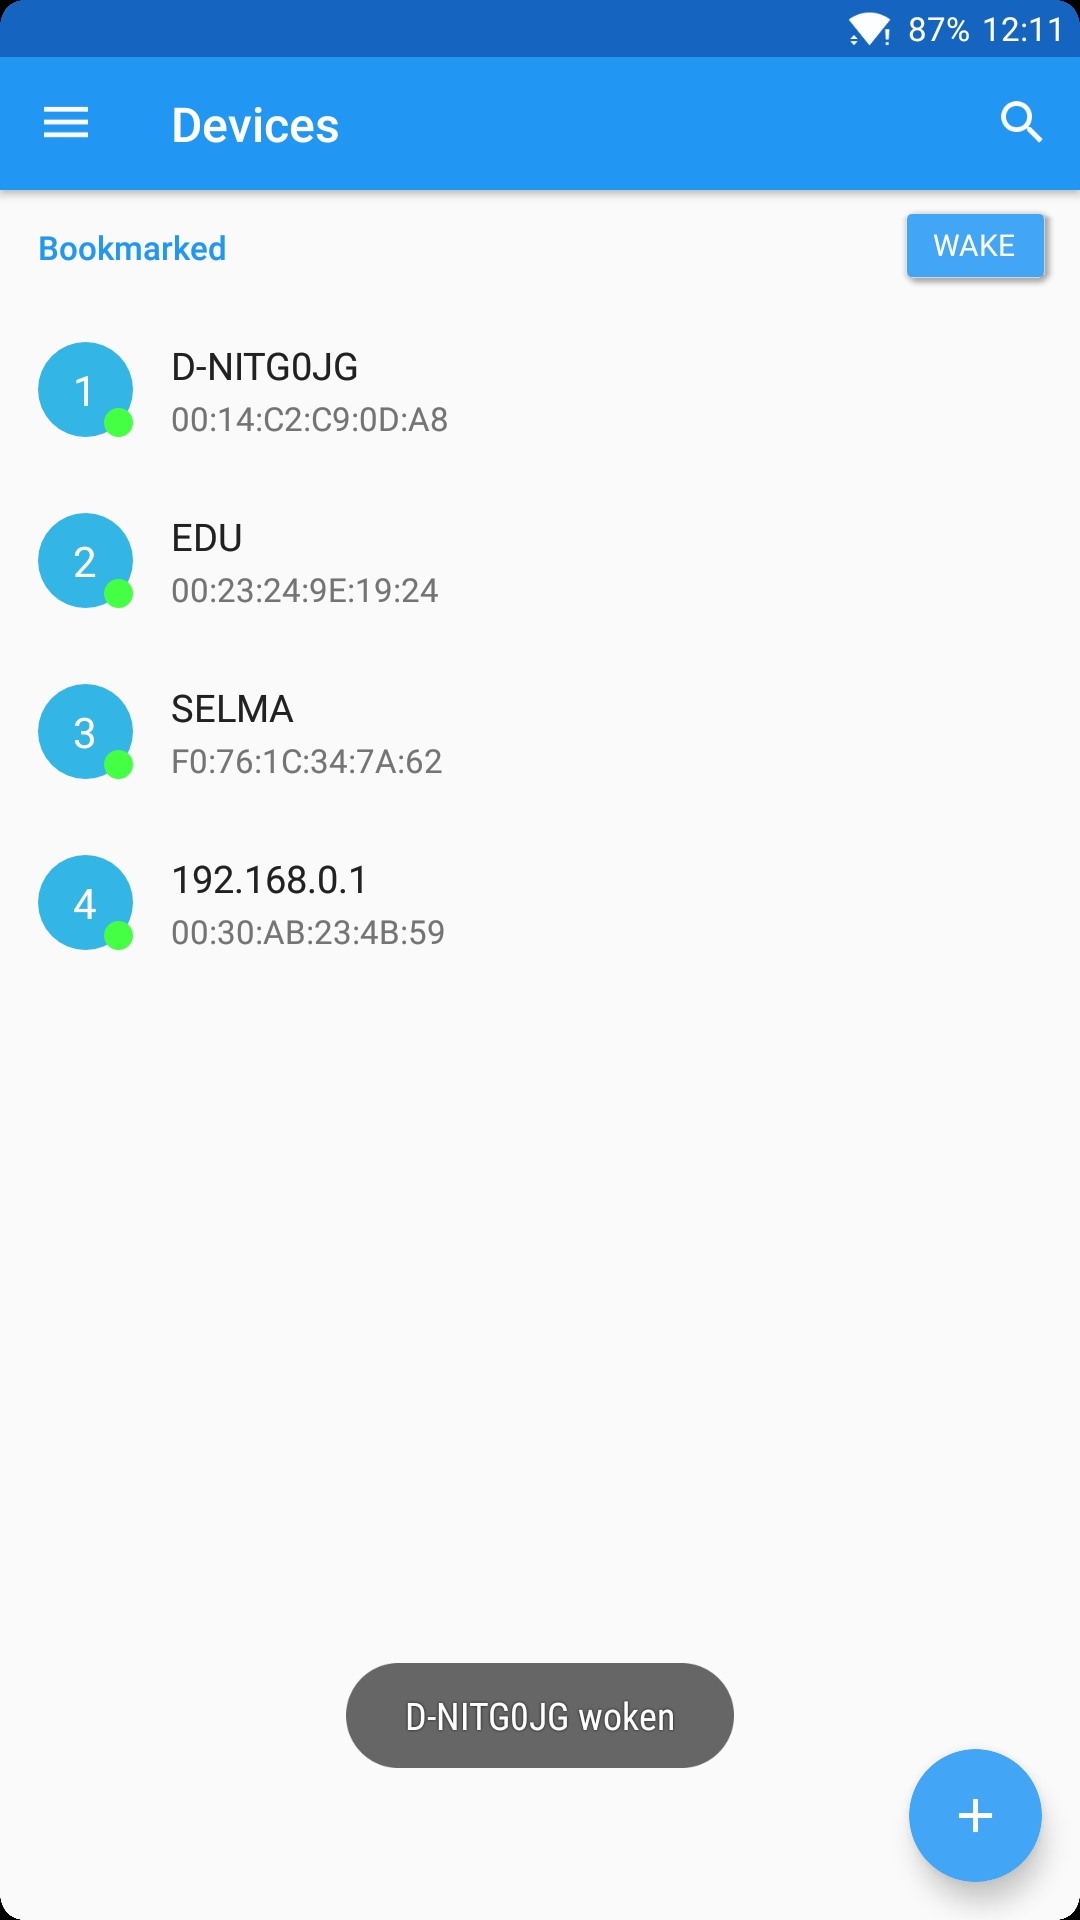 87% 12:11
Devices
Bookmarked
WAKE
1
D-NITG0JG
00:14:C2:C9:0D:A8
2
EDU
00:23:24:9E:19:24
3
SELMA
F0:76:1C:34:7A:62
4
192.168.0.1
00:30:AB:23:4B:59
D-NITG0JG woken
+